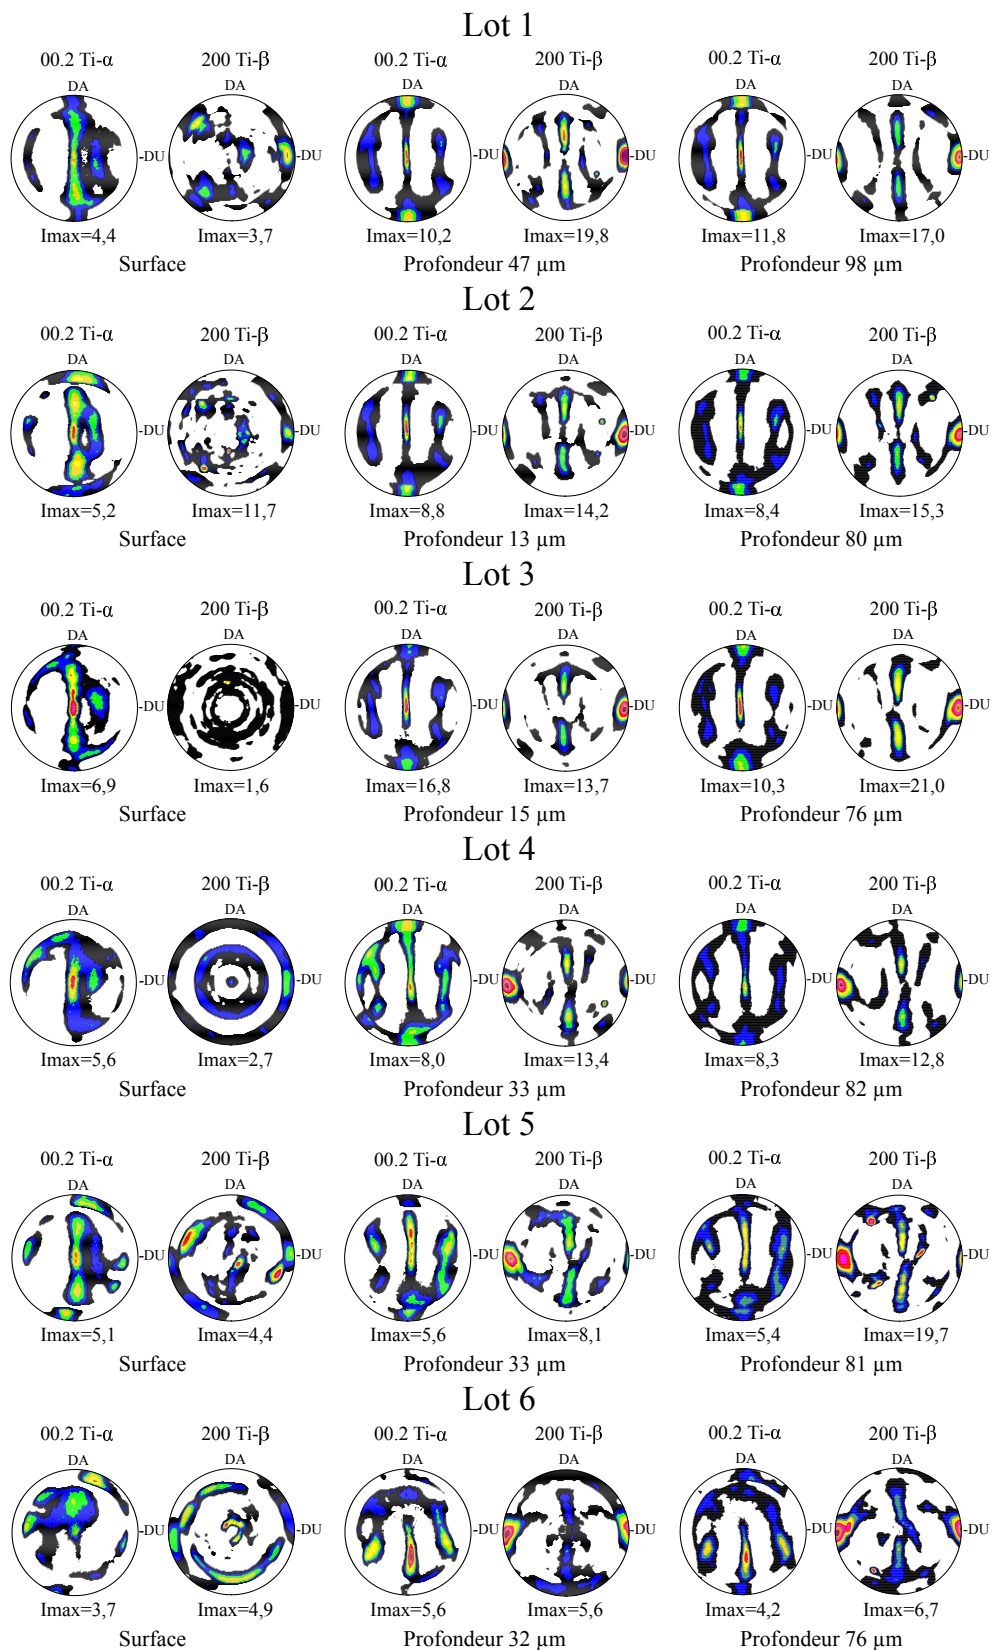 Lot 1
00.2 Ti-α 200 Ti-β 00.2 Ti-α 200 Ti-β 00.2 Ti-α 200 Ti-β
DA DA DA DA DA DA
-DU -DU -DU -DU -DU -DU
Imax=4,4 Imax=3,7 Imax=10,2 Imax=19,8 Imax=11,8 Imax=17,0
Surface Profondeur 47 µm Profondeur 98 µm
Lot 2
00.2 Ti-α 200 Ti-β 00.2 Ti-α 200 Ti-β 00.2 Ti-α 200 Ti-β
DA DA DA DA DA DA
-DU -DU -DU -DU -DU -DU
Imax=5,2 Imax=11,7 Imax=8,8 Imax=14,2 Imax=8,4 Imax=15,3
Surface Profondeur 13 µm Profondeur 80 µm
Lot 3
00.2 Ti-α 200 Ti-β 00.2 Ti-α 200 Ti-β 00.2 Ti-α 200 Ti-β
DA DA DA DA DA DA
-DU -DU -DU -DU -DU -DU
Imax=6,9 Imax=1,6 Imax=16,8 Imax=13,7 Imax=10,3 Imax=21,0
Surface Profondeur 15 µm Profondeur 76 µm
Lot 4
00.2 Ti-α 200 Ti-β 00.2 Ti-α 200 Ti-β 00.2 Ti-α 200 Ti-β
DA DA DA DA DA DA
-DU -DU -DU -DU -DU -DU
Imax=5,6 Imax=2,7 Imax=8,0 Imax=13,4 Imax=8,3 Imax=12,8
Surface Profondeur 33 µm Profondeur 82 µm
Lot 5
00.2 Ti-α 200 Ti-β 00.2 Ti-α 200 Ti-β 00.2 Ti-α 200 Ti-β
DA DA DA DA DA DA
-DU -DU -DU -DU -DU -DU
Imax=5,1 Imax=4,4 Imax=5,6 Imax=8,1 Imax=5,4 Imax=19,7
Surface Profondeur 33 µm Profondeur 81 µm
Lot 6
00.2 Ti-α 200 Ti-β 00.2 Ti-α 200 Ti-β 00.2 Ti-α 200 Ti-β
DA DA DA DA DA DA
-DU -DU -DU -DU -DU -DU
Imax=3,7 Imax=4,9 Imax=5,6 Imax=5,6 Imax=4,2 Imax=6,7
Surface Profondeur 32 µm Profondeur 76 µm